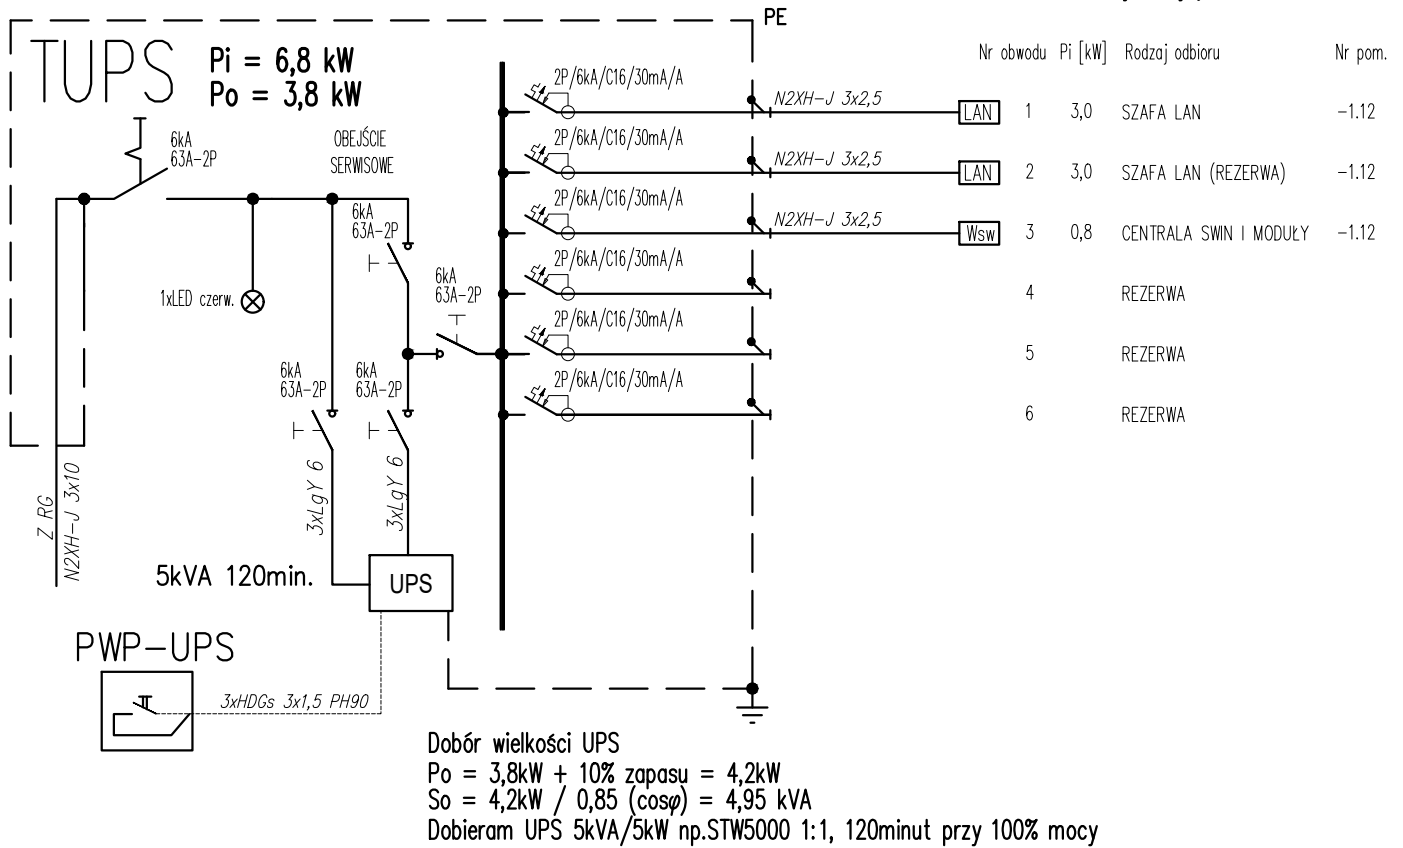 PE
TUPS
Pi = 6,8 kW
Po = 3,8 kW
Nr obwodu Pi [kW] Rodzaj odbioru Nr pom.
2P/6kA/C16/30mA/A
N2XH-J 3x2,5
LAN 1 3,0 SZAFA LAN -1.12
2P/6kA/C16/30mA/A
N2XH-J 3x2,5
LAN 2 3,0 SZAFA LAN (REZERWA) -1.12
2P/6kA/C16/30mA/A
N2XH-J 3x2,5
Wsw 3 0,8 CENTRALA SWIN I MODUŁY -1.12
2P/6kA/C16/30mA/A
4 REZERWA
2P/6kA/C16/30mA/A
5 REZERWA
2P/6kA/C16/30mA/A
6 REZERWA
6kA
63A-2P
OBEJŚCIE
SERWISOWE
6kA
63A-2P
6kA
63A-2P
1xLED czerw.
6kA
63A-2P
6kA
63A-2P
3xLgY 6
3xLgY 6
Z RG
N2XH-J 3x10
5kVA 120min.
UPS
PWP-UPS
3xHDGs 3x1,5 PH90
Dobór wielkości UPS
Po = 3,8kW + 10% zapasu = 4,2kW
So = 4,2kW / 0,85 (cosφ) = 4,95 kVA
Dobieram UPS 5kVA/5kW np.STW5000 1:1, 120minut przy 100% mocy